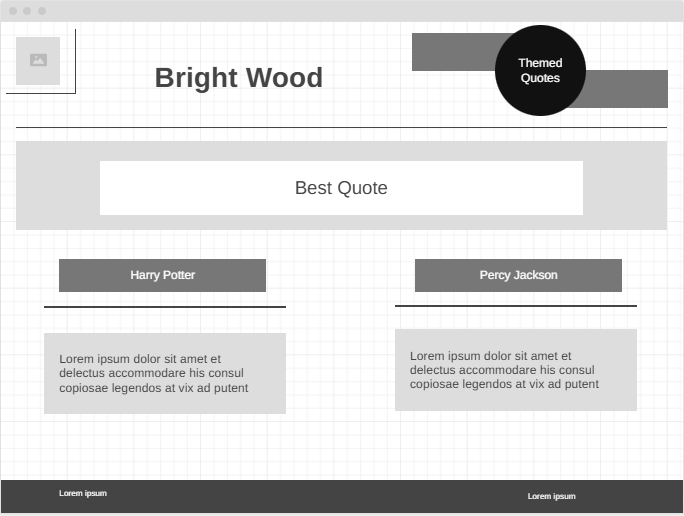 Bright Wood
Themed
Quotes
Best Quote
Harry Potter
Percy Jackson
Lorem ipsum dolor sit amet et
delectus accommodare his consul
copiosae legendos at vix ad putent
Lorem ipsum dolor sit amet et
delectus accommodare his consul
copiosae legendos at vix ad putent
Lorem ipsum
Lorem ipsum